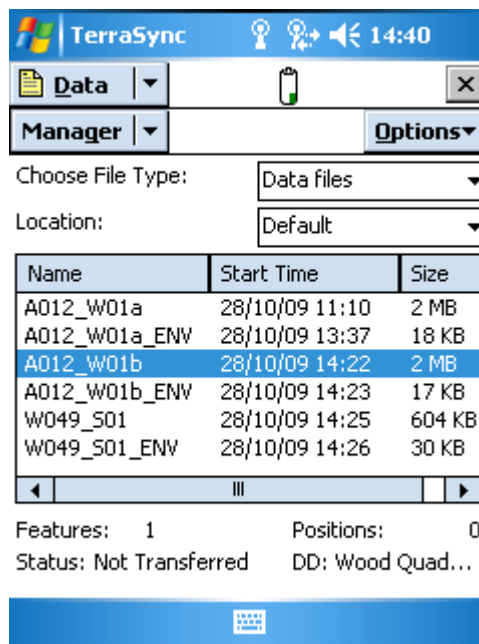 TerraSync 14:40
Data
Manager Options
Choose File Type: Data files
Location: Default
Name Start Time Size
A012_W01a 28/10/09 11:10 2 MB
A012_W01a_ENV 28/10/09 13:37 18 KB
A012_W01b 28/10/09 14:22 2 MB
A012_W01b_ENV 28/10/09 14:23 17 KB
W049_S01 28/10/09 14:25 604 KB
W049_S01_ENV 28/10/09 14:26 30 KB
Features: 1 Positions: 0
Status: Not Transferred DD: Wood Quad...